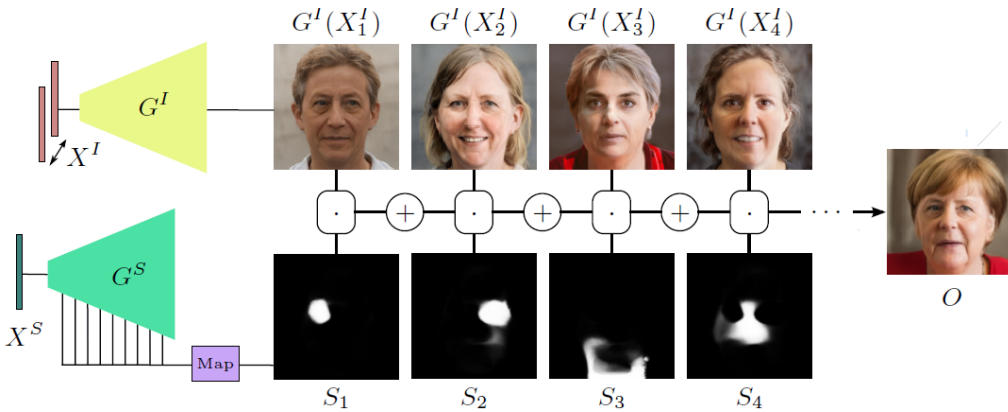 G^I(X_1^I) G^I(X_2^I) G^I(X_3^I) G^I(X_4^I)
G^I
X^I
· + · + · + · ·····
G^S
X^S
Map
O
S_1 S_2 S_3 S_4